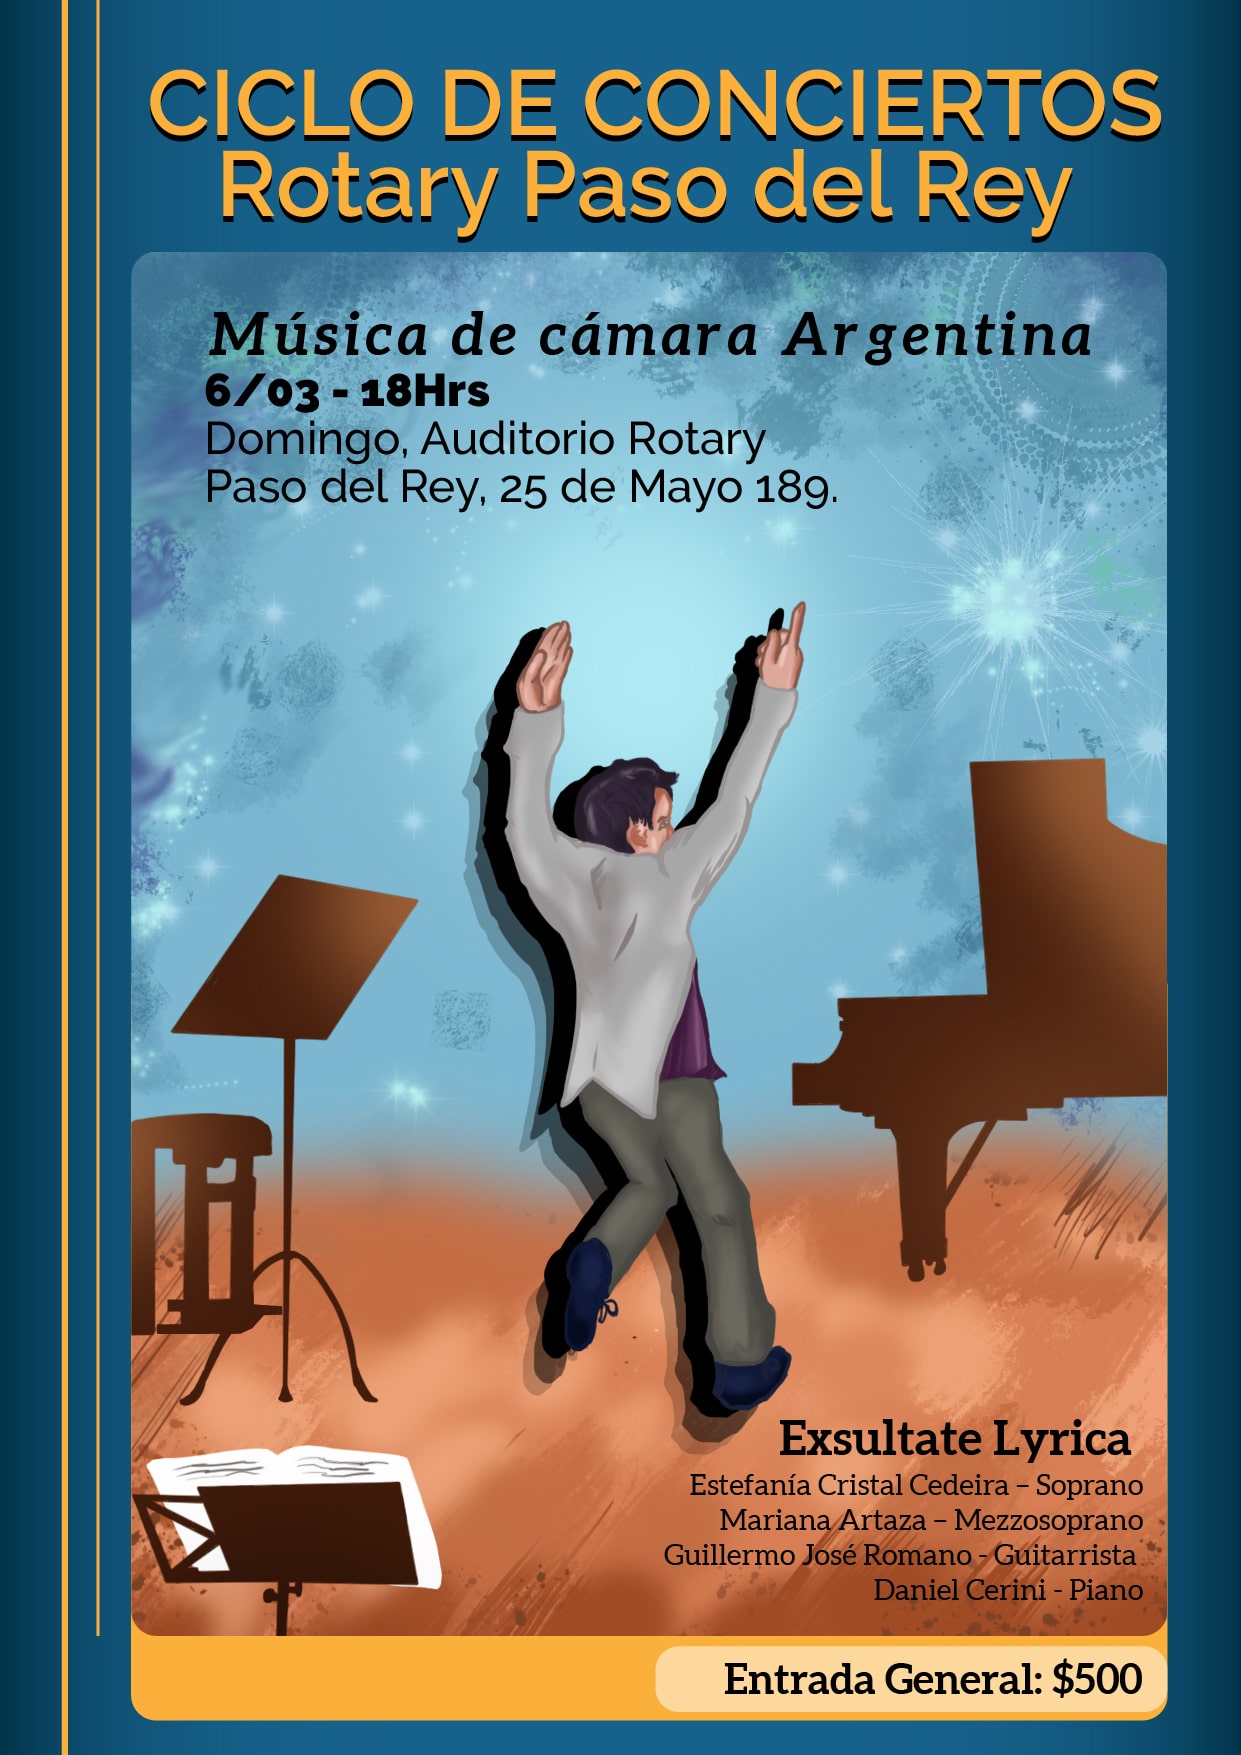 CICLO DE CONCIERTOS
Rotary Paso del Rey
Música de cámara Argentina
6/03 - 18Hrs
Domingo, Auditorio Rotary
Paso del Rey, 25 de Mayo 189.
Exsultate Lyrica
Estefanía Cristal Cedeira – Soprano
Mariana Artaza – Mezzosoprano
Guillermo José Romano - Guitarrista
Daniel Cerini - Piano
Entrada General: $500